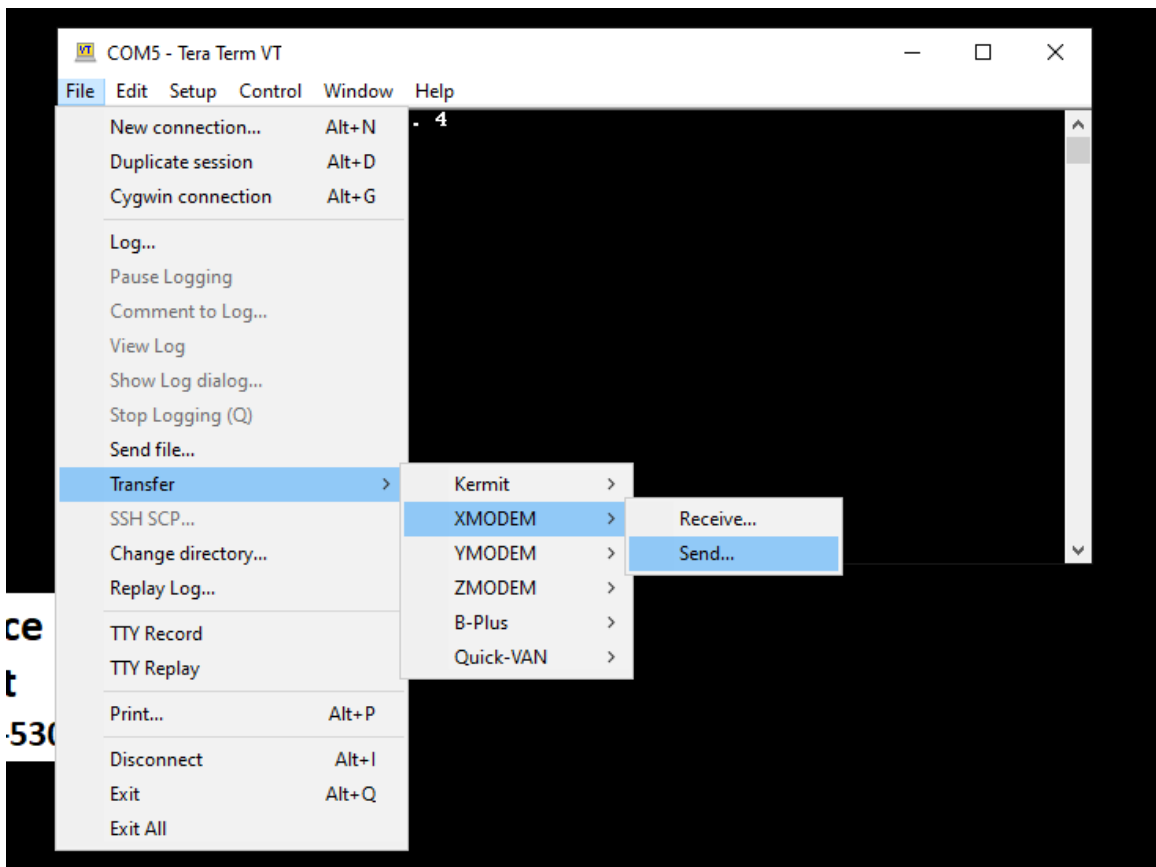 COM5 - Tera Term VT
File Edit Setup Control Window Help
. 4
New connection... Alt+N
Duplicate session Alt+D
Cygwin connection Alt+G
Log...
Pause Logging
Comment to Log...
View Log
Show Log dialog...
Stop Logging (Q)
Send file...
Transfer >
SSH SCP...
Change directory...
Replay Log...
TTY Record
TTY Replay
Print... Alt+P
Disconnect Alt+I
Exit Alt+Q
Exit All
Kermit >
XMODEM >
YMODEM >
ZMODEM >
B-Plus >
Quick-VAN >
Receive...
Send...
ce
t
-530